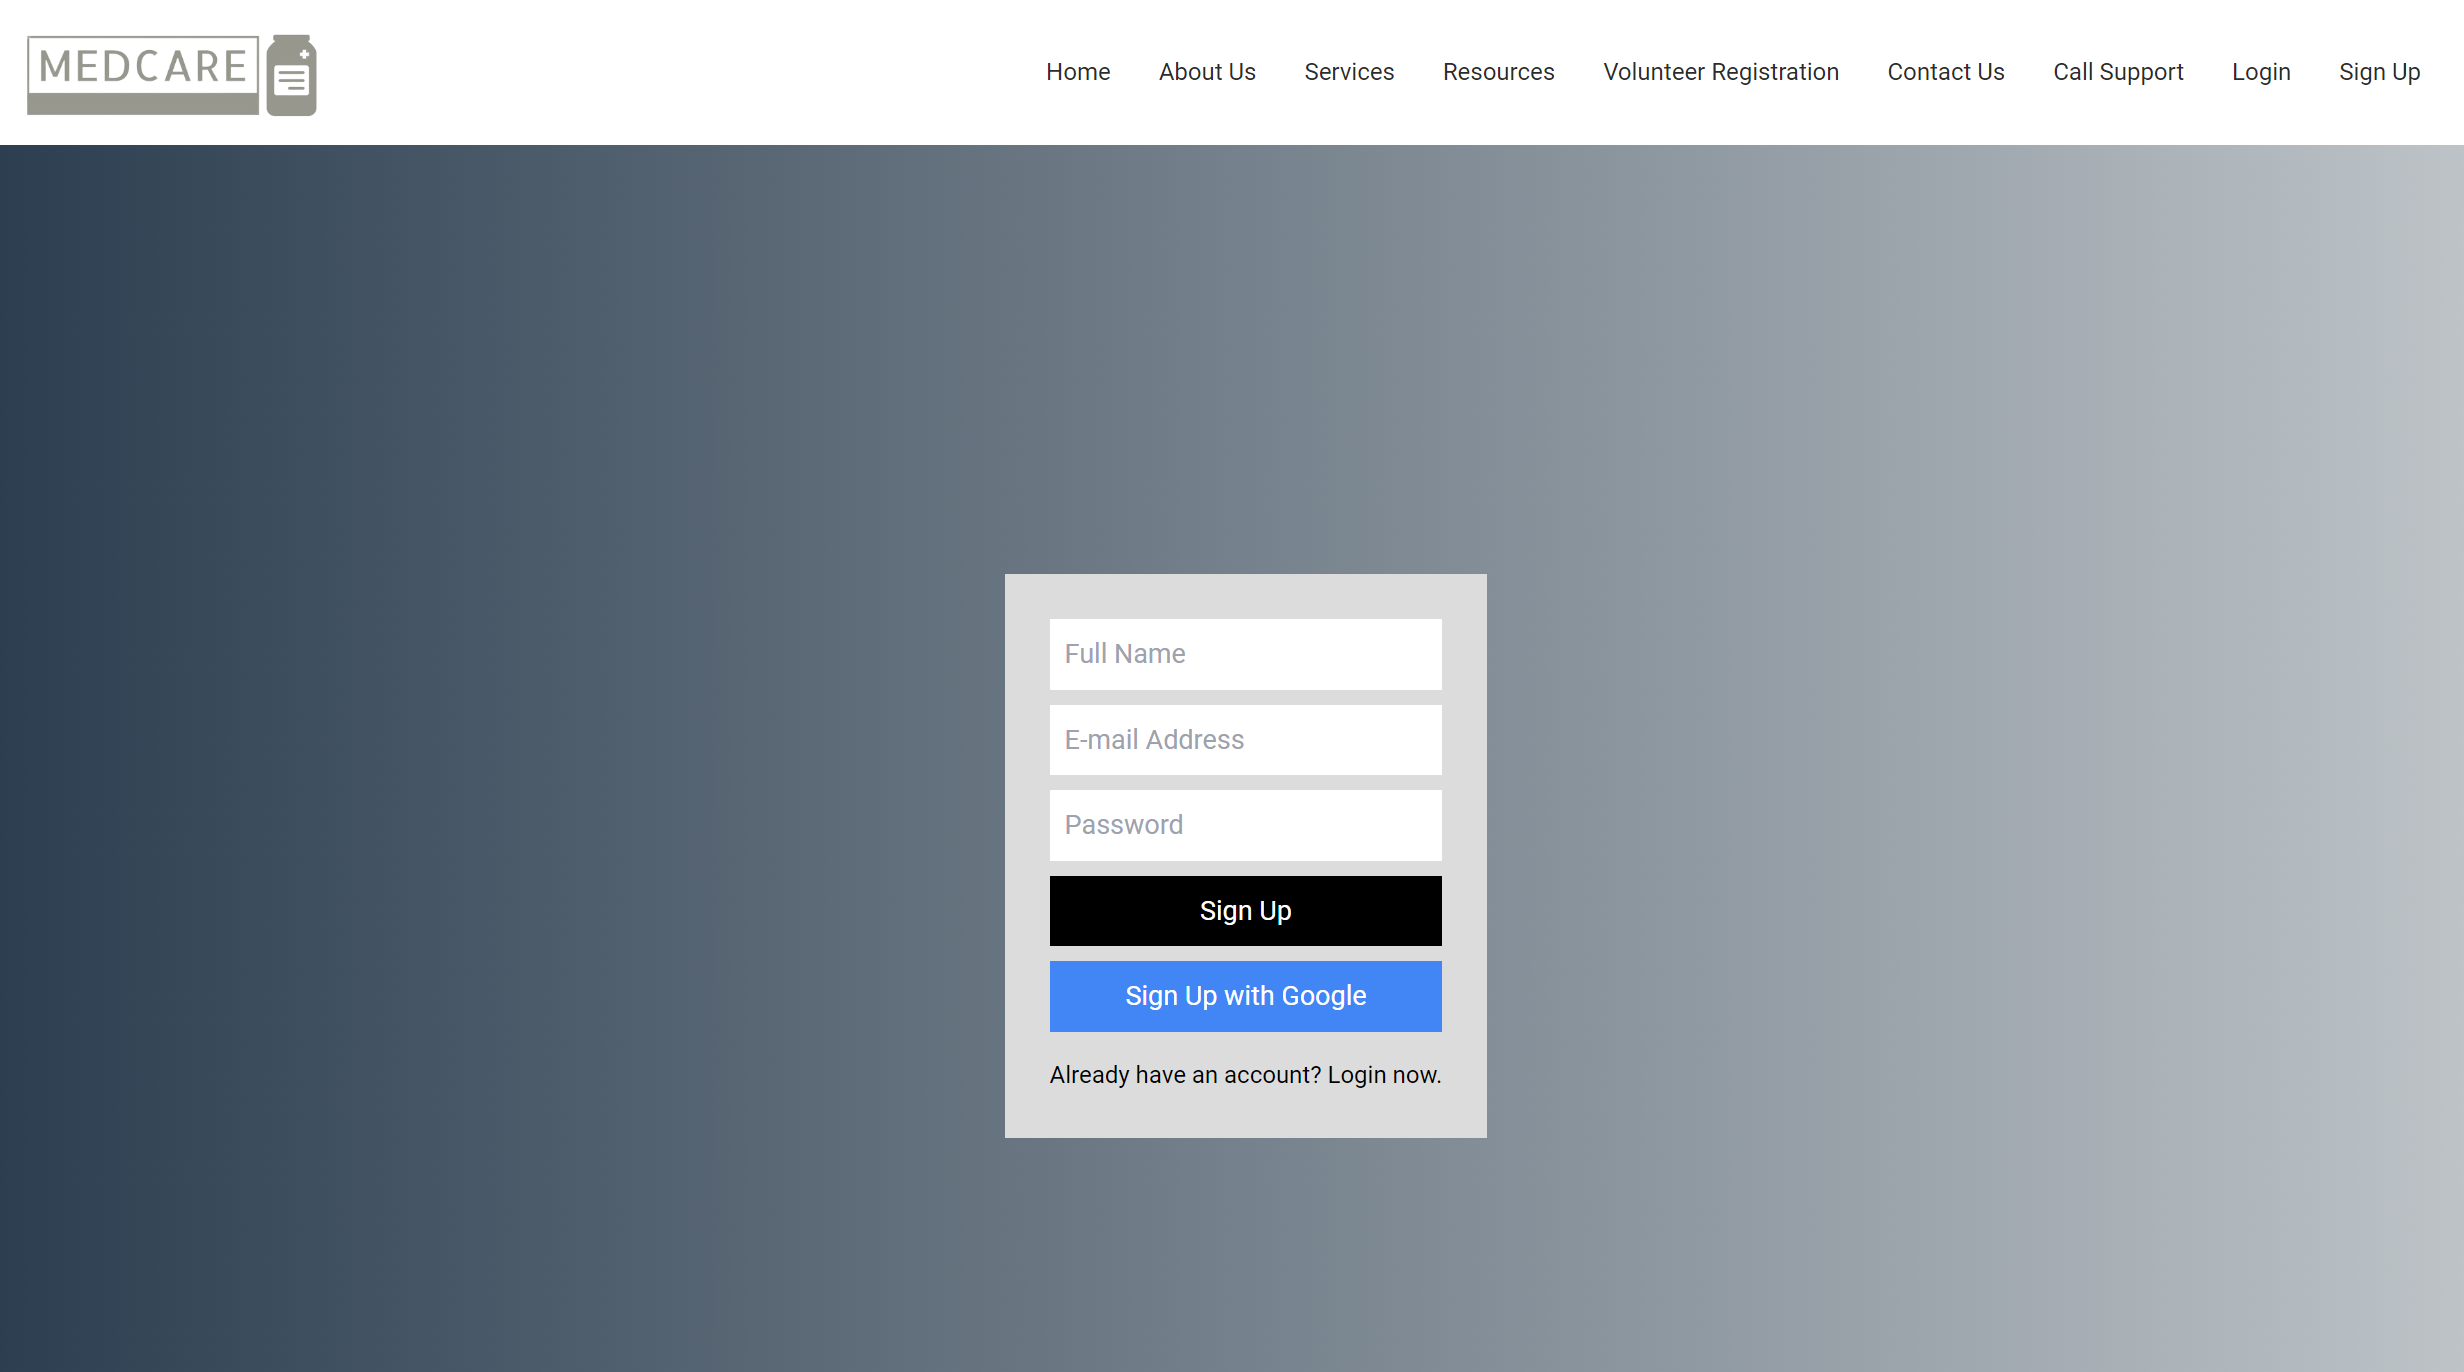 MEDCARE
Home About Us Services Resources Volunteer Registration Contact Us Call Support Login Sign Up
Full Name
E-mail Address
Password
Sign Up
Sign Up with Google
Already have an account? Login now.